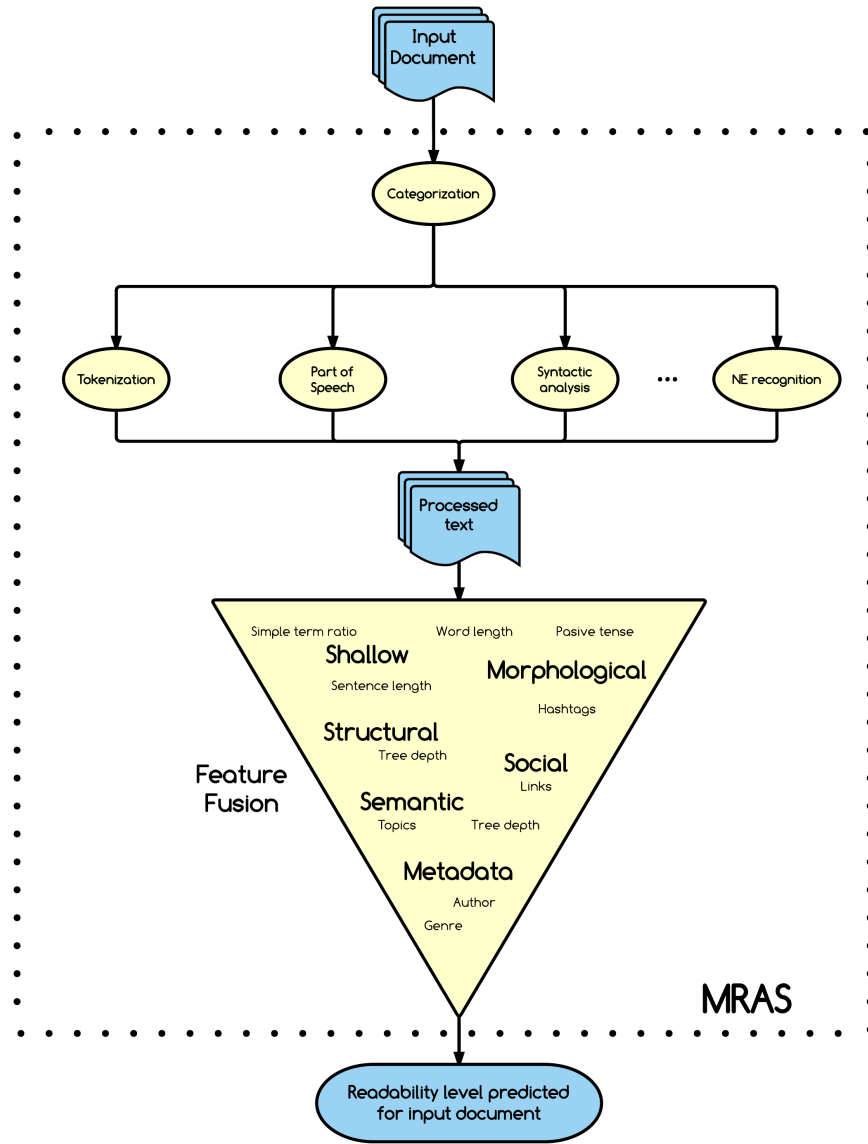 Input
Document
Categorization
Tokenization
Part of
Speech
Syntactic
analysis
...
NE recognition
Processed
text
Simple term ratio
Word length
Pasive tense
Shallow
Morphological
Sentence length
Hashtags
Structural
Tree depth
Social
Links
Feature
Fusion
Semantic
Topics
Tree depth
Metadata
Author
Genre
MRAS
Readability level predicted
for input document